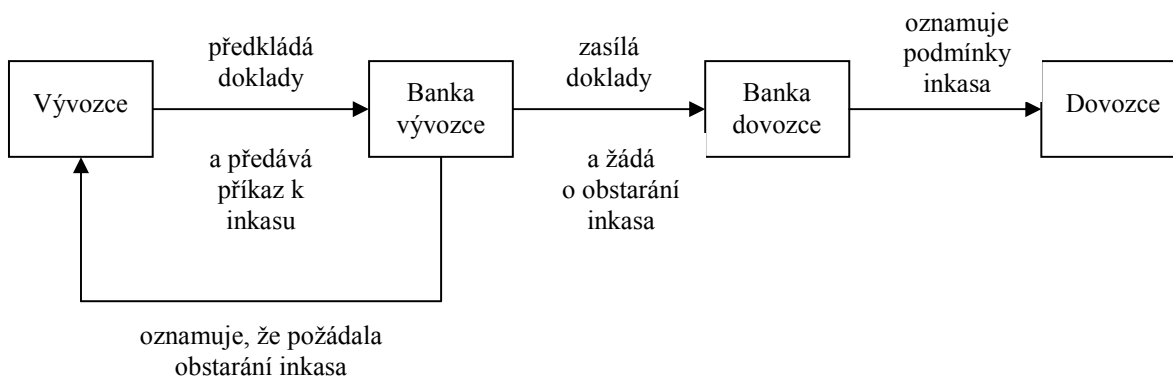 Vývozce
předkládá
doklady
a předává
příkaz k
inkasu
Banka
vývozce
zasílá
doklady
a žádá
o obstarání
inkasa
Banka
dovozce
oznamuje
podmínky
inkasa
Dovozce
oznamuje, že požádala
obstarání inkasa